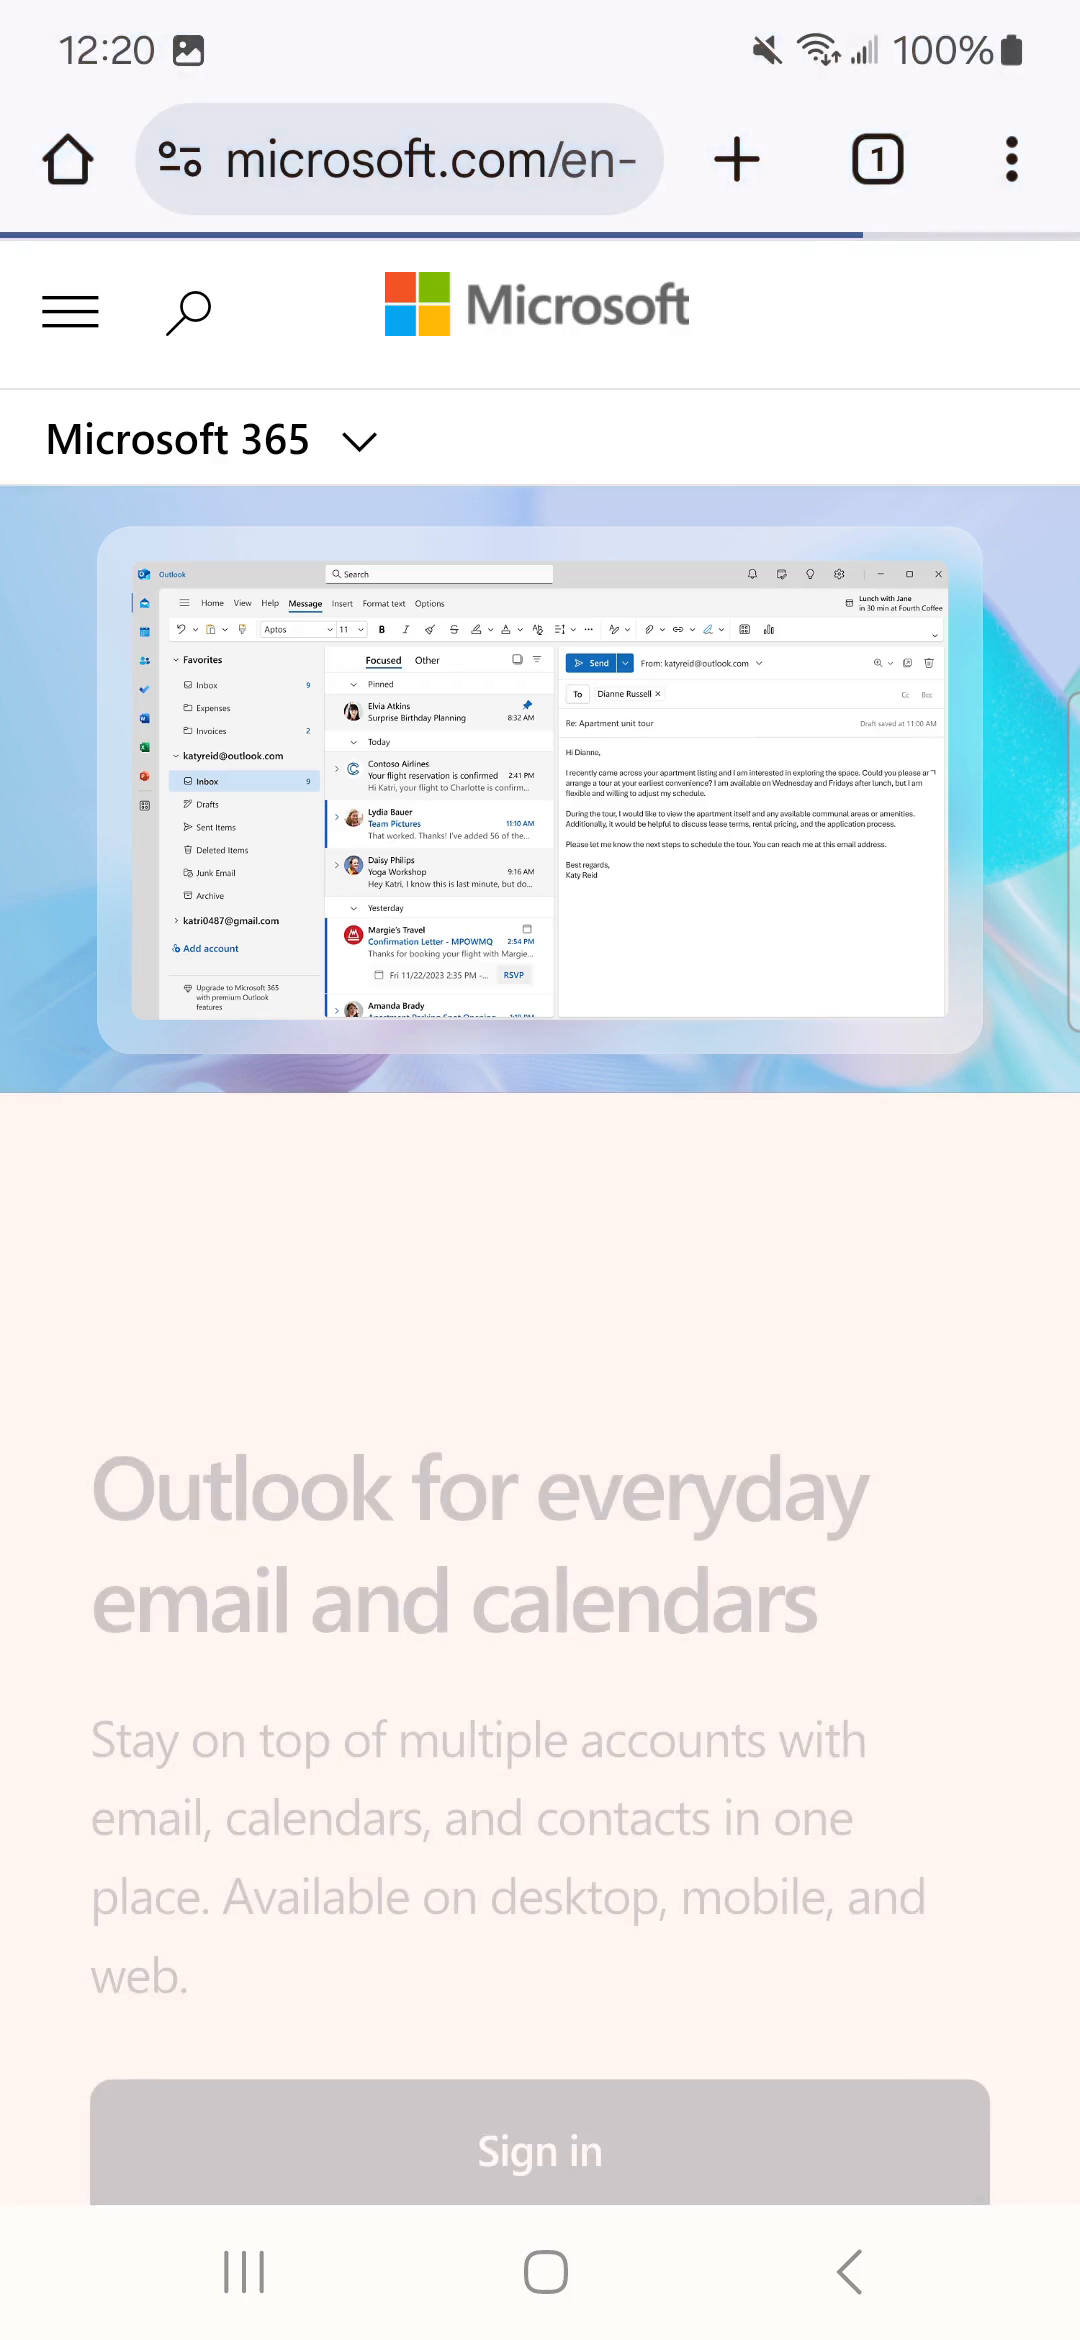 12:20
100%
microsoft.com/en-
1
Microsoft
Microsoft 365
Outlook
Search
Home View Help Message Insert Format text Options
Lunch with Jane
in 30 min at Fourth Coffee
Aptos 11 B I
Favorites
Inbox 9
Expenses
Invoices 2
katyreid@outlook.com
Inbox 9
Drafts
Sent Items
Deleted Items
Junk Email
Archive
katri0487@gmail.com
Add account
Upgrade to Microsoft 365
with premium Outlook
features
Focused Other
Pinned
Elvia Atkins
Surprise Birthday Planning 8:32 AM
Today
Contoso Airlines
Your flight reservation is confirmed 2:41 PM
Hi Katri, your flight to Charlotte is confirm...
Lydia Bauer
Team Pictures 11:10 AM
That worked. Thanks! I've added 56 of the...
Daisy Philips
Yoga Workshop 9:16 AM
Hey Katri, I know this is last minute, but do...
Yesterday
Margie's Travel
Confirmation Letter - MPOWMQ 2:54 PM
Thanks for booking your flight with Margie...
Fri 11/22/2023 2:35 PM -... RSVP
Amanda Brady
Send From: katyreid@outlook.com
To Dianne Russell Cc Bcc
Re: Apartment unit tour Draft saved at 11:00 AM
Hi Dianne,
I recently came across your apartment listing and I am interested in exploring the space. Could you please ar
arrange a tour at your earliest convenience? I am available on Wednesday and Fridays after lunch, but I am
flexible and willing to adjust my schedule.
During the tour, I would like to view the apartment itself and any available communal areas or amenities.
Additionally, it would be helpful to discuss lease terms, rental pricing, and the application process.
Please let me know the next steps to schedule the tour. You can reach me at this email address.
Best regards,
Katy Reid
Outlook for everyday
email and calendars
Stay on top of multiple accounts with
email, calendars, and contacts in one
place. Available on desktop, mobile, and
web.
Sign in